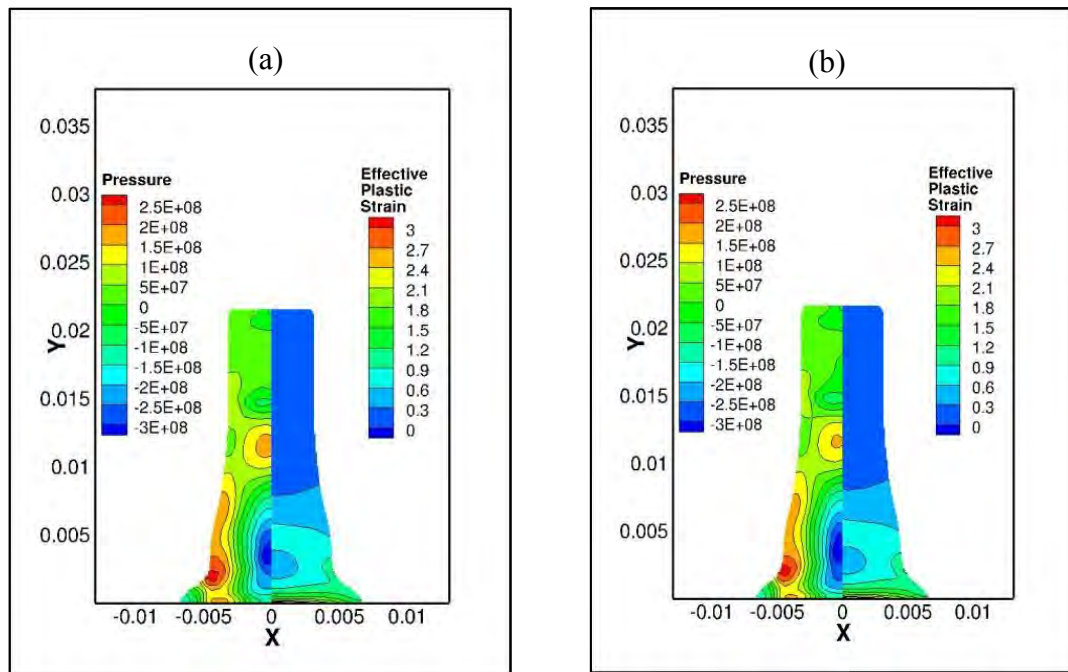 (a)
0.035
0.03
0.025
0.02
0.015
0.01
0.005
Y
Pressure
2.5E+08
2E+08
1.5E+08
1E+08
5E+07
0
-5E+07
-1E+08
-1.5E+08
-2E+08
-2.5E+08
-3E+08
Effective
Plastic
Strain
3
2.7
2.4
2.1
1.8
1.5
1.2
0.9
0.6
0.3
0
-0.01 -0.005 0 0.005 0.01
X
(b)
0.035
0.03
0.025
0.02
0.015
0.01
0.005
Y
Pressure
2.5E+08
2E+08
1.5E+08
1E+08
5E+07
0
-5E+07
-1E+08
-1.5E+08
-2E+08
-2.5E+08
-3E+08
Effective
Plastic
Strain
3
2.7
2.4
2.1
1.8
1.5
1.2
0.9
0.6
0.3
0
-0.01 -0.005 0 0.005 0.01
X